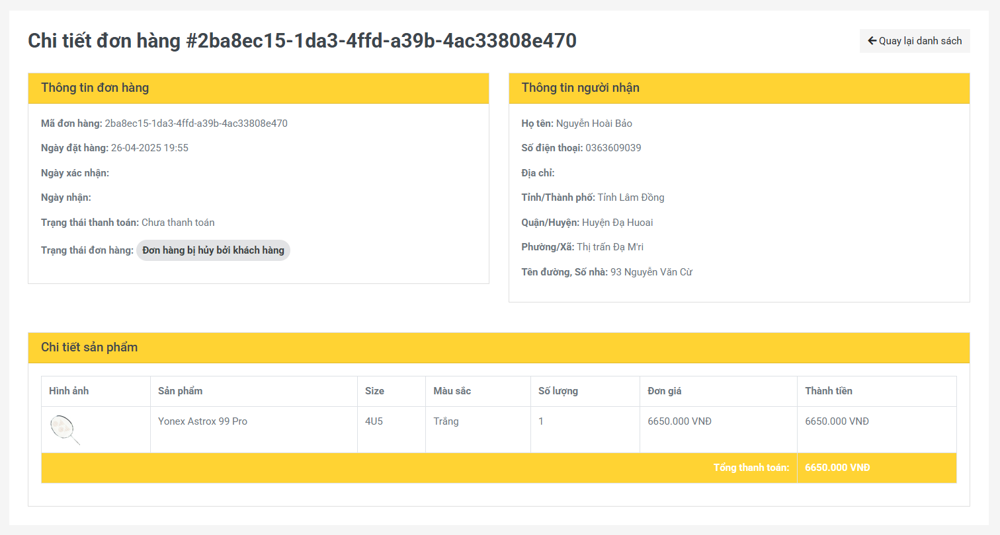 Chi tiết đơn hàng #2ba8ec15-1da3-4ffd-a39b-4ac33808e470
Quay lại danh sách
Thông tin đơn hàng
Mã đơn hàng: 2ba8ec15-1da3-4ffd-a39b-4ac33808e470
Ngày đặt hàng: 26-04-2025 19:55
Ngày xác nhận:
Ngày nhận:
Trạng thái thanh toán: Chưa thanh toán
Trạng thái đơn hàng: Đơn hàng bị hủy bởi khách hàng
Thông tin người nhận
Họ tên: Nguyễn Hoài Bảo
Số điện thoại: 0363609039
Địa chỉ:
Tỉnh/Thành phố: Tỉnh Lâm Đồng
Quận/Huyện: Huyện Đạ Huoai
Phường/Xã: Thị trấn Đạ M'ri
Tên đường, Số nhà: 93 Nguyễn Văn Cừ
Chi tiết sản phẩm
Hình ảnh Sản phẩm Size Màu sắc Số lượng Đơn giá Thành tiền
Yonex Astrox 99 Pro 4U5 Trắng 1 6650.000 VNĐ 6650.000 VNĐ
Tổng thanh toán: 6650.000 VNĐ